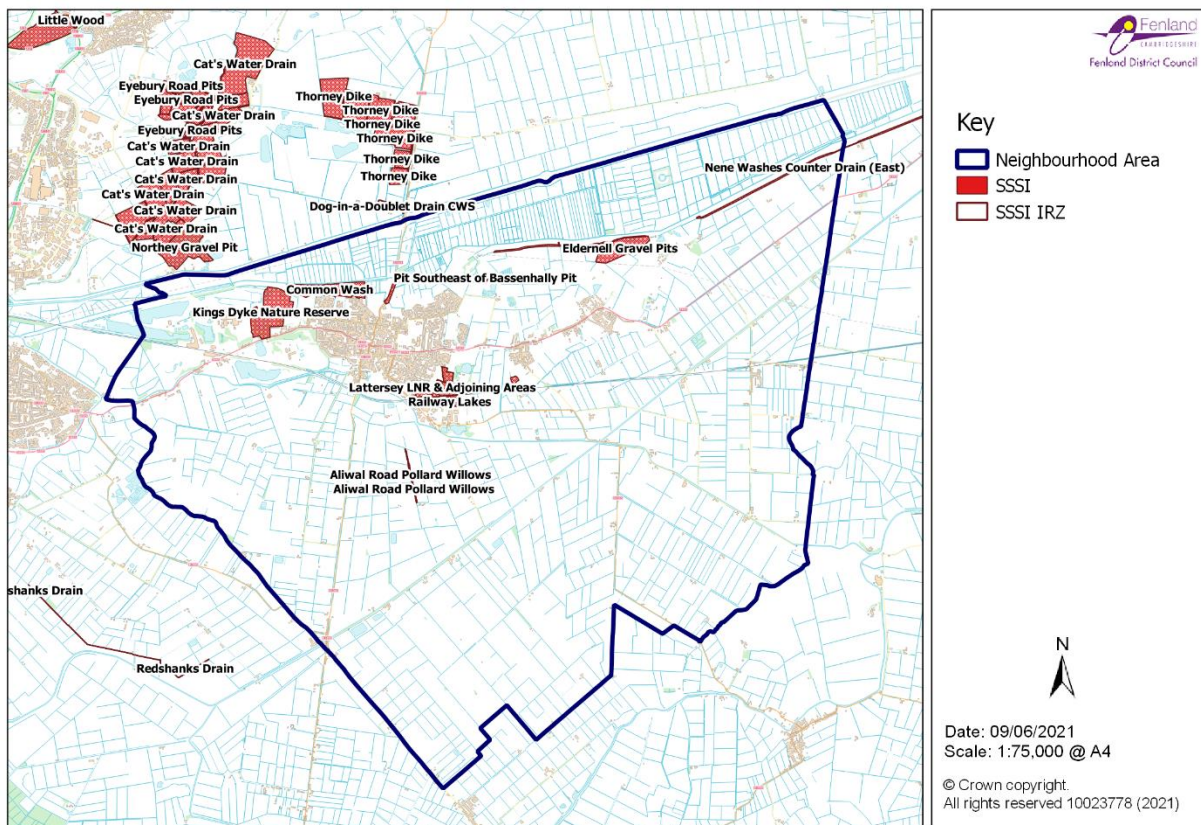 Little Wood
Cat's Water Drain
Eyebury Road Pits
Eyebury Road Pits
Cat's Water Drain
Eyebury Road Pits
Cat's Water Drain
Cat's Water Drain
Cat's Water Drain
Cat's Water Drain
Cat's Water Drain
Cat's Water Drain
Northey Gravel Pit
Thorney Dike
Thorney Dike
Thorney Dike
Thorney Dike
Thorney Dike
Thorney Dike
Nene Washes Counter Drain (East)
Dog-in-a-Doublet Drain CWS
Eldernell Gravel Pits
Pit Southeast of Bassenhally Pit
Common Wash
Kings Dyke Nature Reserve
Lattersey LNR & Adjoining Areas
Railway Lakes
Aliwal Road Pollard Willows
Aliwal Road Pollard Willows
shanks Drain
Redshanks Drain
Fenland
CAMBRIDGESHIRE
Fenland District Council
Key
Neighbourhood Area
SSSI
SSSI IRZ
N
Date: 09/06/2021
Scale: 1:75,000 @ A4
© Crown copyright.
All rights reserved 10023778 (2021)